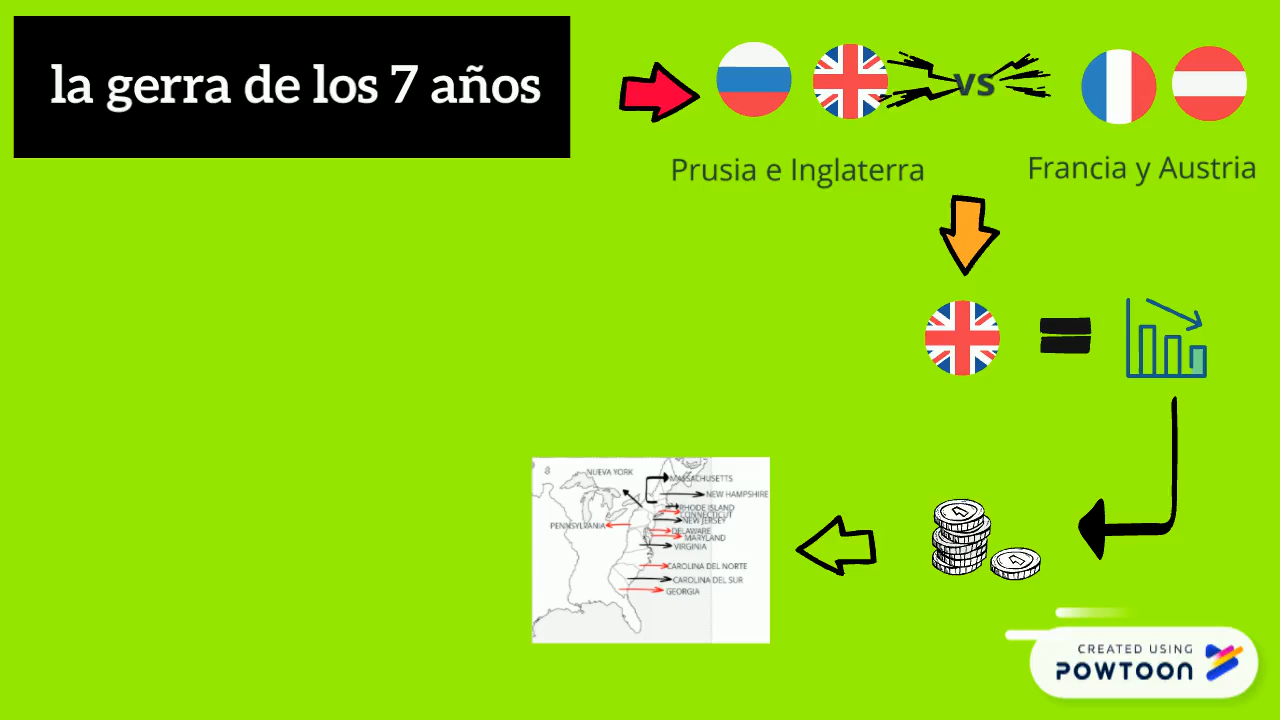 la gerra de los 7 años
VS
Prusia e Inglaterra
Francia y Austria
8
NUEVA YORK
MASSACHUSETTS
NEW HAMPSHIRE
RHODE ISLAND
CONNECTICUT
NEW JERSEY
PENNSYLVANIA
DELAWARE
MARYLAND
VIRGINIA
CAROLINA DEL NORTE
CAROLINA DEL SUR
GEORGIA
CREATED USING
POWTOON